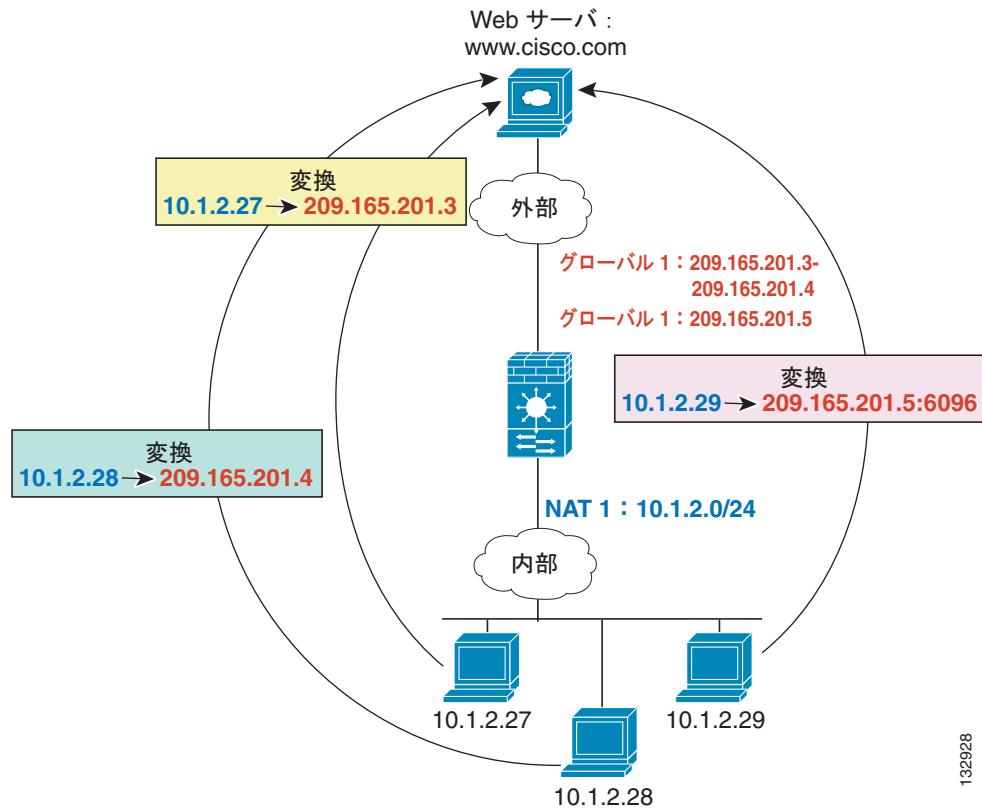 Web サーバ：
www.cisco.com
変換
10.1.2.27 → 209.165.201.3
外部
グローバル 1：209.165.201.3-
209.165.201.4
グローバル 1：209.165.201.5
変換
10.1.2.29 → 209.165.201.5:6096
変換
10.1.2.28 → 209.165.201.4
NAT 1：10.1.2.0/24
内部
10.1.2.27
10.1.2.29
10.1.2.28
132928